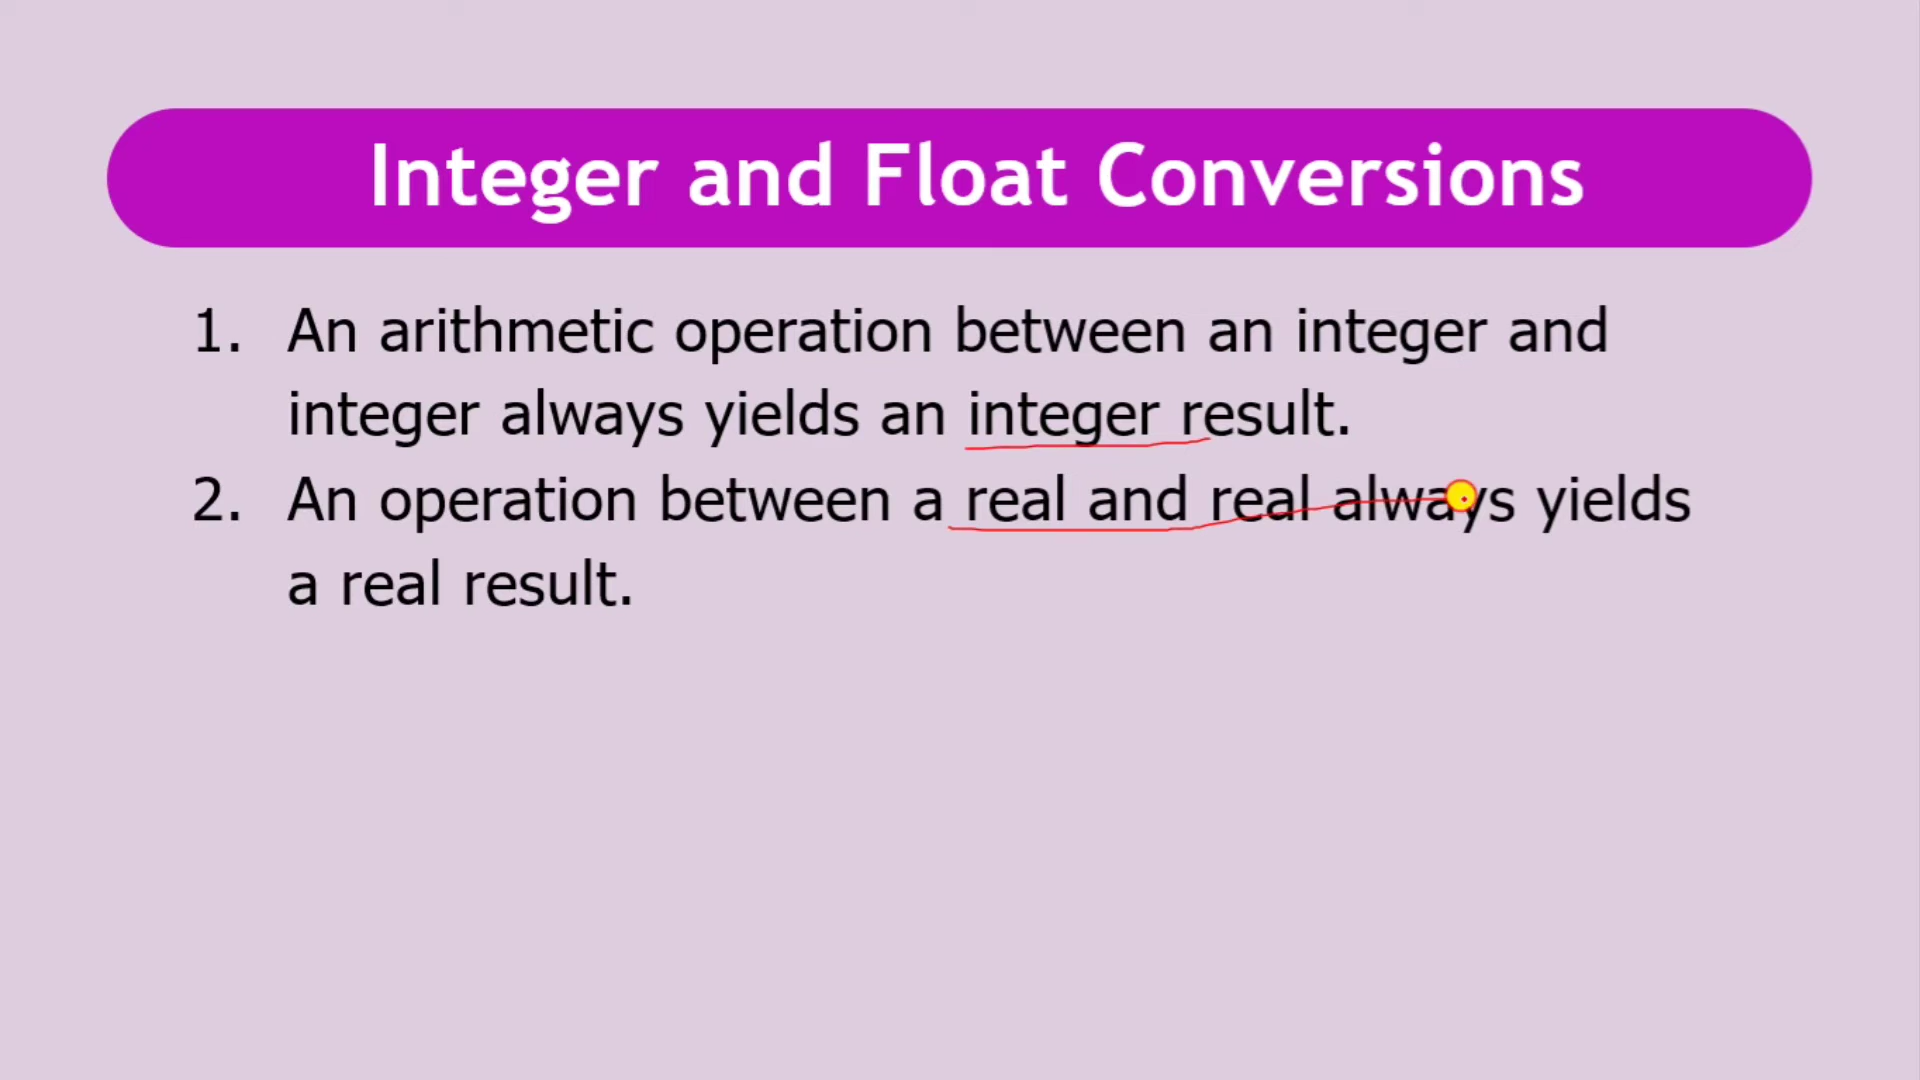 Integer and Float Conversions
1. An arithmetic operation between an integer and
integer always yields an integer result.
2. An operation between a real and real always yields
a real result.